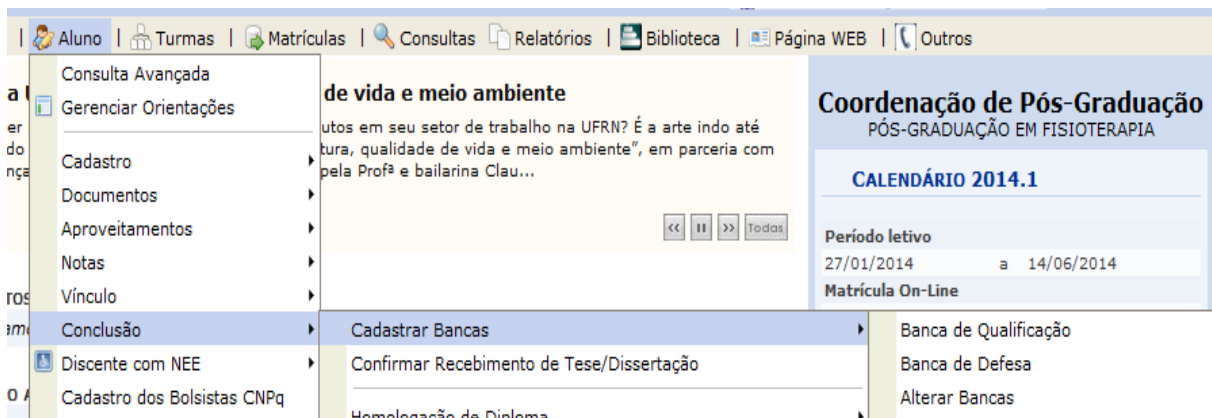 Aluno | Turmas | Matrículas | Consultas Relatórios | Biblioteca | Página WEB | Outros
Consulta Avançada
Gerenciar Orientações
Cadastro
Documentos
Aproveitamentos
Notas
Vínculo
Conclusão
Discente com NEE
Cadastro dos Bolsistas CNPq
de vida e meio ambiente
utos em seu setor de trabalho na UFRN? É a arte indo até
tura, qualidade de vida e meio ambiente", em parceria com
pela Profª e bailarina Clau...
Todas
Cadastrar Bancas
Confirmar Recebimento de Tese/Dissertação
Homologação de Diploma
Banca de Qualificação
Banca de Defesa
Alterar Bancas
Coordenação de Pós-Graduação
PÓS-GRADUAÇÃO EM FISIOTERAPIA
CALENDÁRIO 2014.1
Período letivo
27/01/2014 a 14/06/2014
Matrícula On-Line